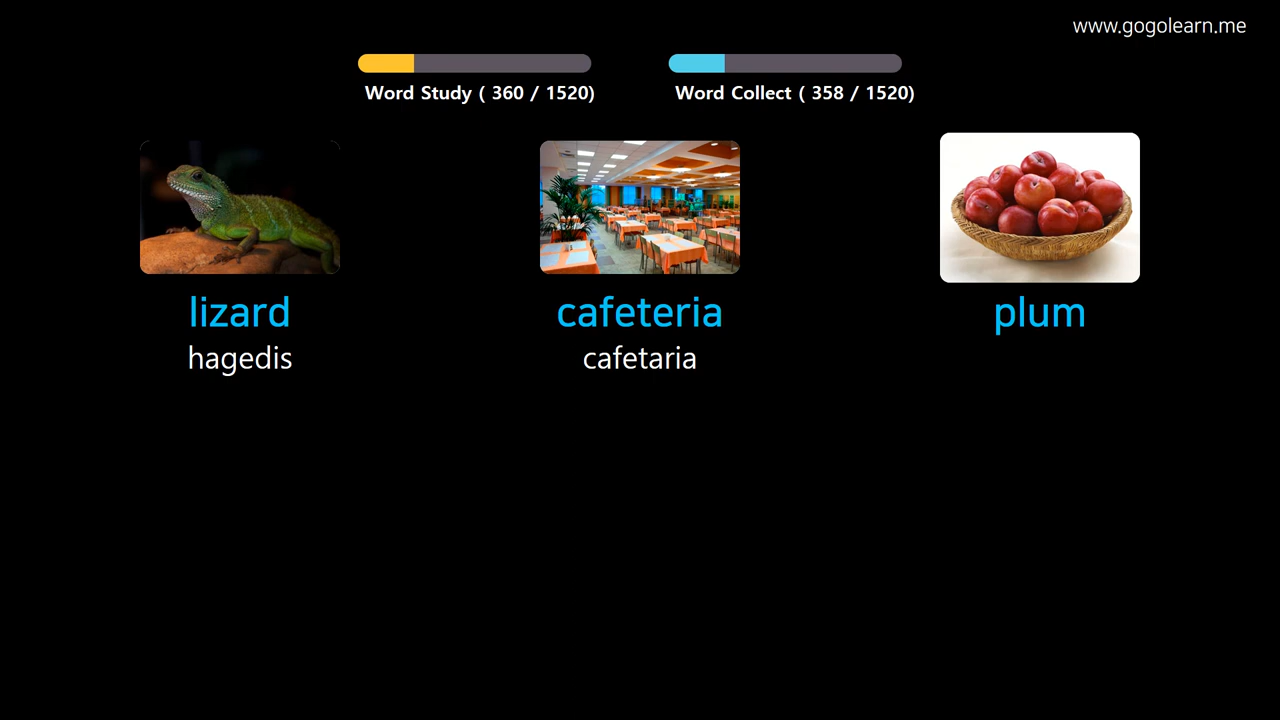 www.gogolearn.me
Word Study ( 360 / 1520)
Word Collect ( 358 / 1520)
lizard
hagedis
cafeteria
cafetaria
plum